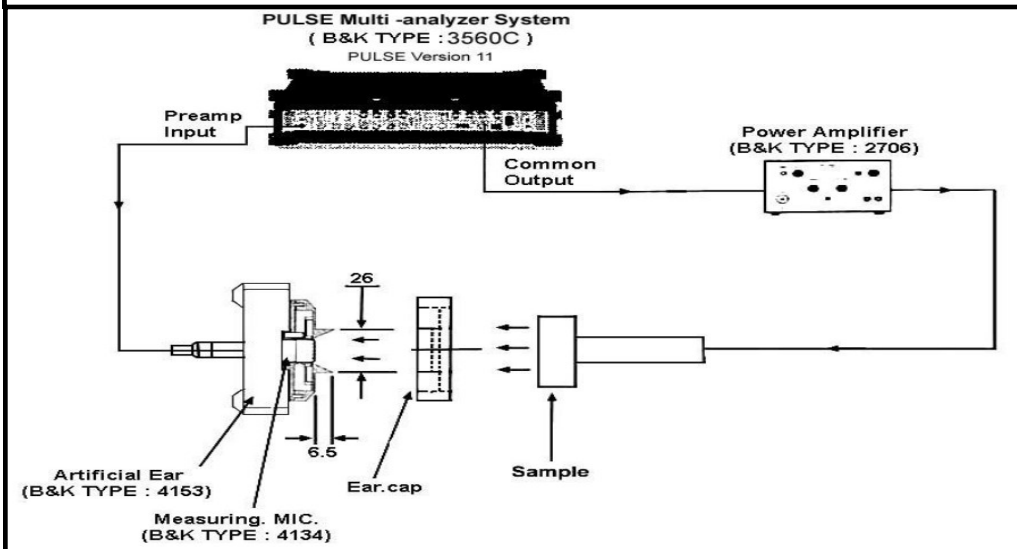 PULSE Multi -analyzer System
( B&K TYPE : 3560C )
PULSE Version 11
Preamp
Input
Common
Output
Power Amplifier
(B&K TYPE : 2706)
26
6.5
Artificial Ear
(B&K TYPE : 4153)
Measuring. MIC.
(B&K TYPE : 4134)
Ear.cap
Sample